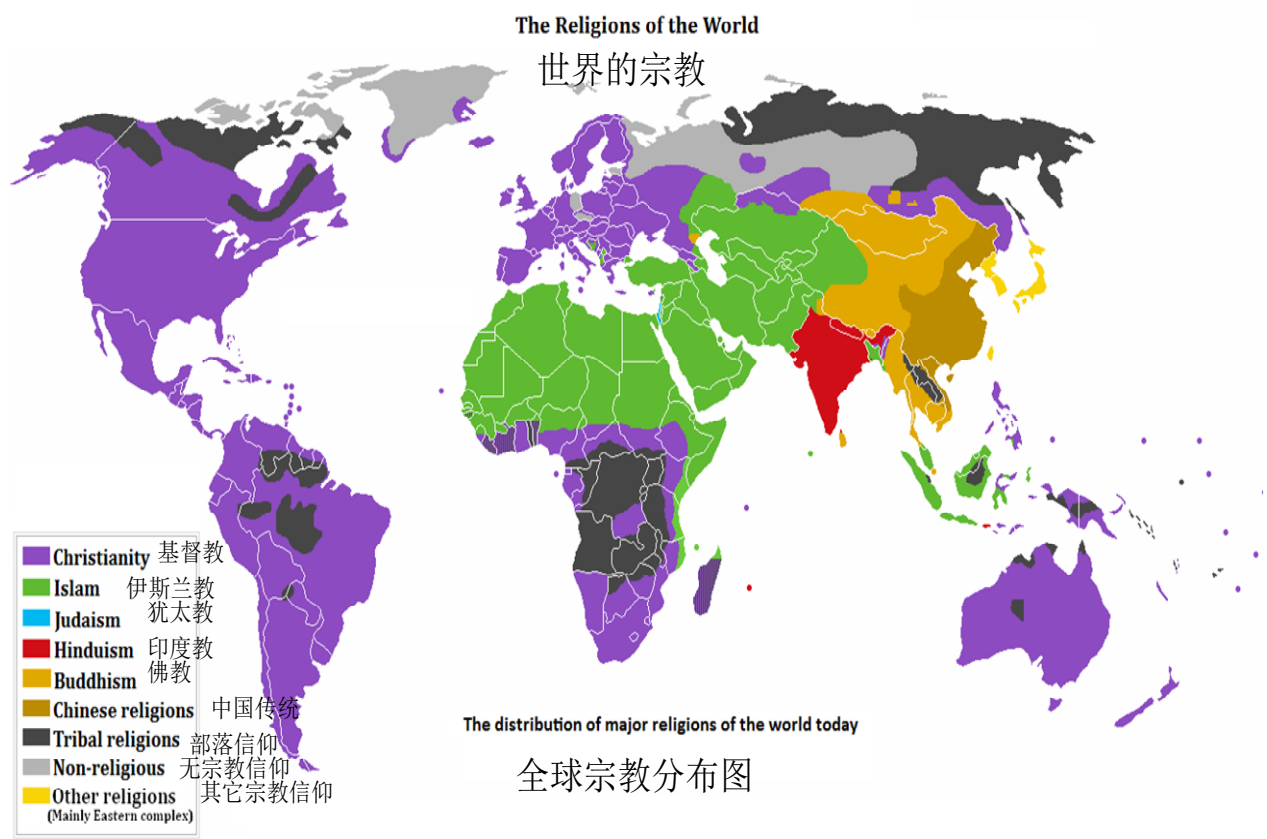 The Religions of the World
世界的宗教
Christianity 基督教
Islam 伊斯兰教
Judaism 犹太教
Hinduism 印度教
Buddhism 佛教
Chinese religions 中国传统
Tribal religions 部落信仰
Non-religious 无宗教信仰
Other religions 其它宗教信仰
(Mainly Eastern complex)
The distribution of major religions of the world today
全球宗教分布图